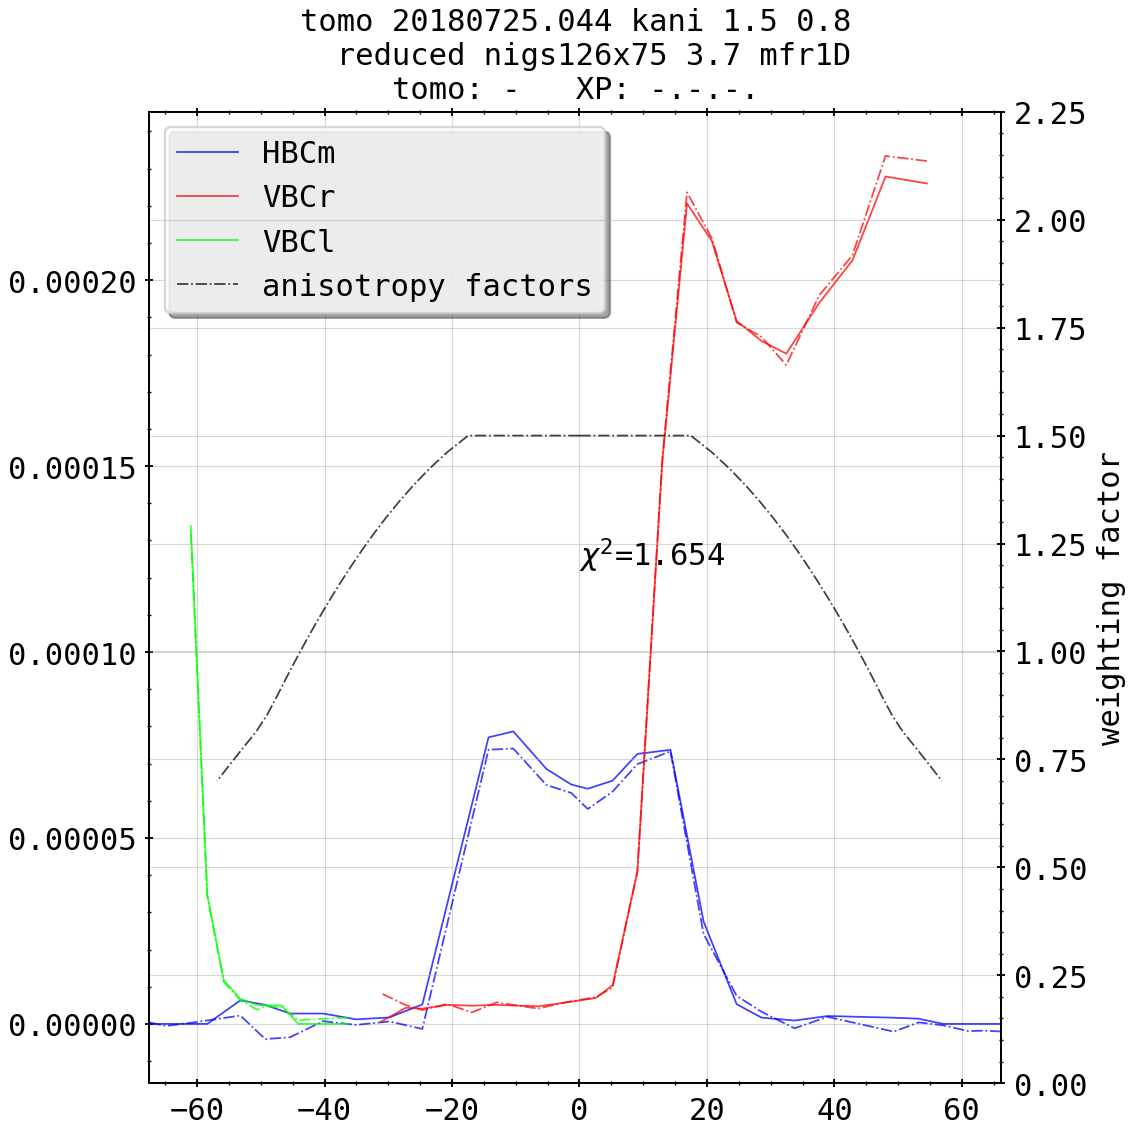 tomo 20180725.044 kani 1.5 0.8
reduced nigs126x75 3.7 mfr1D
tomo: -   XP: -.-.-.
HBCm
VBCr
VBCl
anisotropy factors
χ²=1.654
0.00020
0.00015
0.00010
0.00005
0.00000
2.25
2.00
1.75
1.50
1.25
1.00
0.75
0.50
0.25
0.00
weighting factor
−60
−40
−20
0
20
40
60